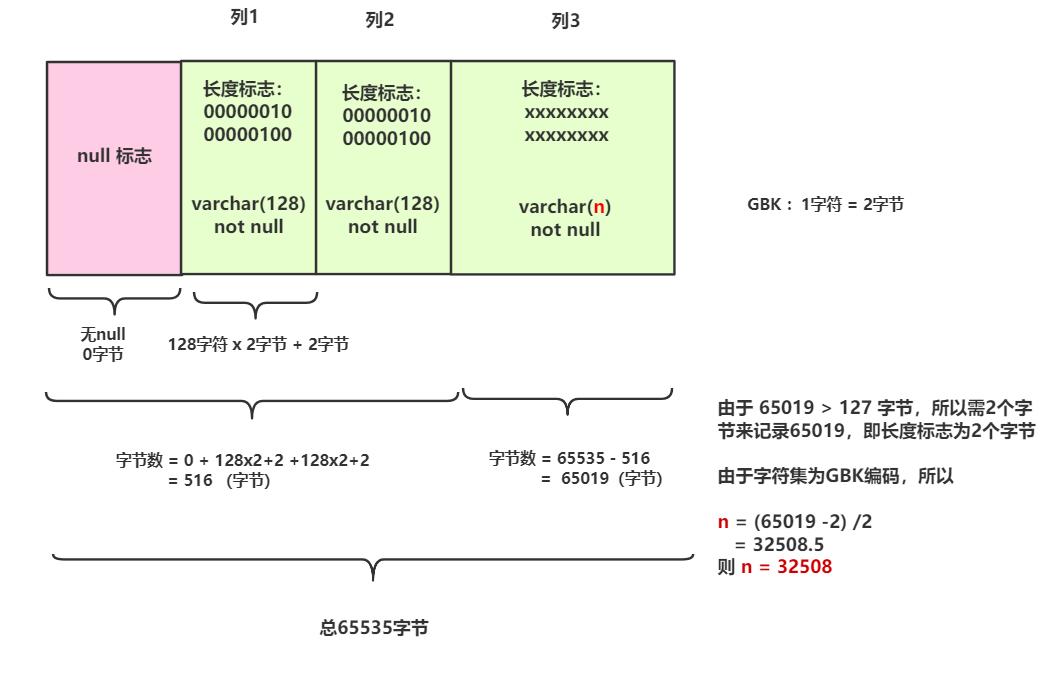 列1
列2
列3
null 标志
长度标志：
00000010
00000100
varchar(128)
not null
长度标志：
00000010
00000100
varchar(128)
not null
长度标志：
xxxxxxxx
xxxxxxxx
varchar(n)
not null
GBK ：1字符 = 2字节
无null
0字节
128字符 x 2字节 + 2字节
字节数 = 0 + 128x2+2 +128x2+2
= 516 （字节）
字节数 = 65535 - 516
= 65019（字节）
由于 65019 > 127 字节，所以需2个字
节来记录65019，即长度标志为2个字节
由于字符集为GBK编码，所以
n = (65019 -2) /2
= 32508.5
则 n = 32508
总65535字节